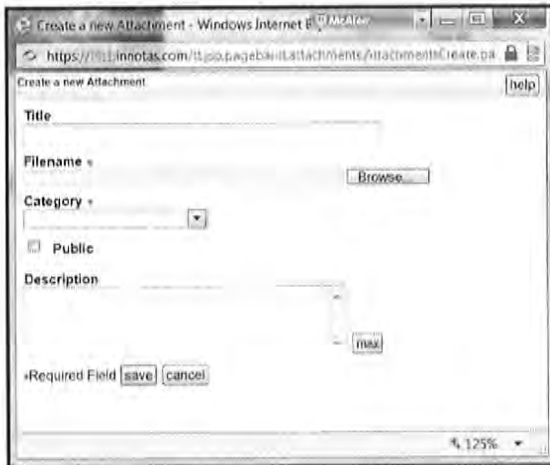 Create a new Attachment - Windows Internet E McAfee
innotas.com/
Create a new Attachment
help
Title
Filename *
Browse...
Category *
Public
Description
max
*Required Field save cancel
125%